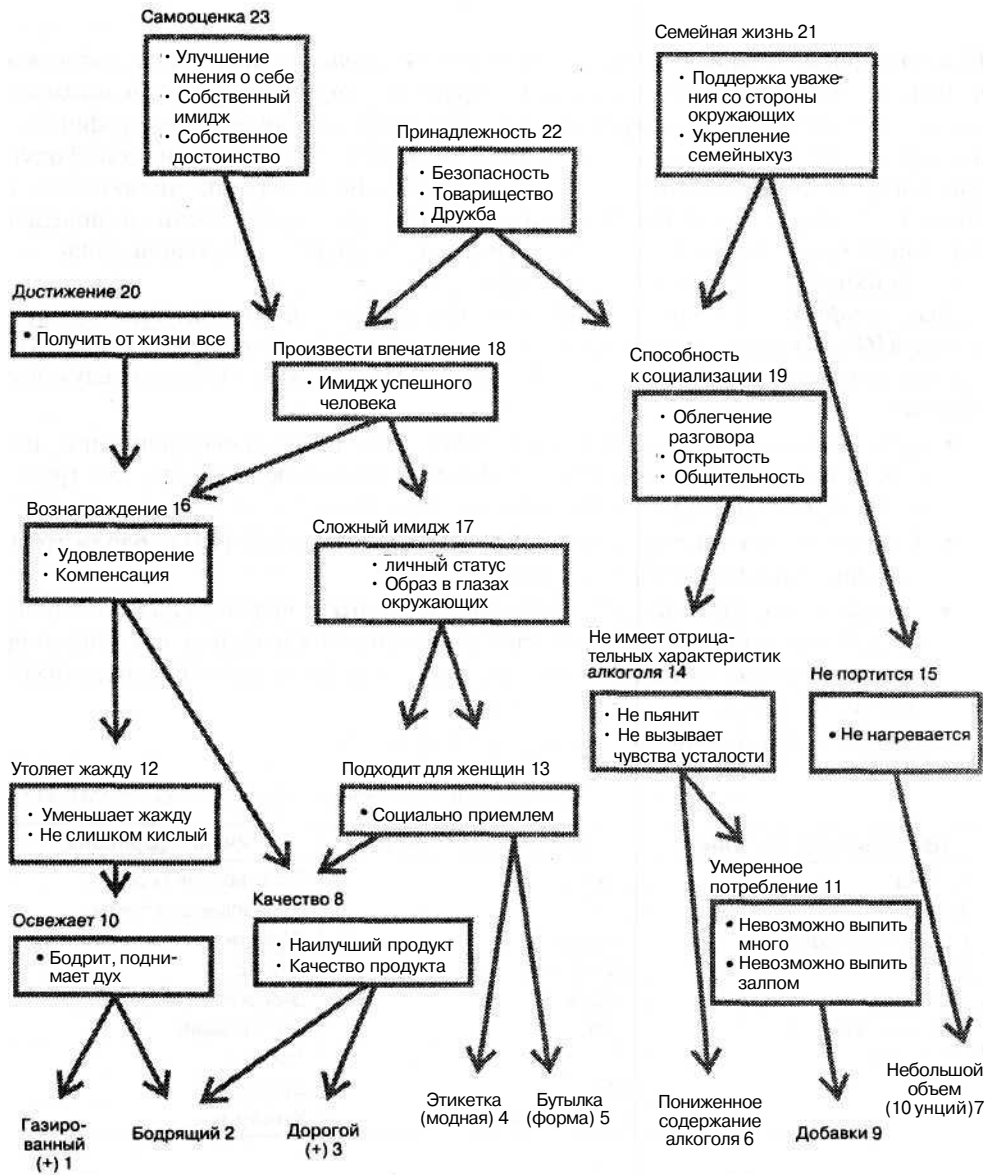 Самооценка 23
• Улучшение
мнения о себе
• Собственный
имидж
• Собственное
достоинство
Семейная жизнь 21
• Поддержка уваже-
ния со стороны
окружающих
• Укрепление
семейныхуз
Принадлежность 22
• Безопасность
• Товарищество
• Дружба
Достижение 20
• Получить от жизни все
Произвести впечатление 18
• Имидж успешного
человека
Способность
к социализации 19
• Облегчение
разговора
• Открытость
• Общительность
Вознаграждение 16
• Удовлетворение
• Компенсация
Сложный имидж 17
• личный статус
• Образ в глазах
окружающих
Не имеет отрица-
тельных характеристик
алкоголя 14
• Не пьянит
• Не вызывает
чувства усталости
Не портится 15
• Не нагревается
Утоляет жажду 12
• Уменьшает жажду
• Не слишком кислый
Подходит для женщин 13
• Социально приемлем
Умеренное
потребление 11
• Невозможно выпить
много
• Невозможно выпить
залпом
Освежает 10
• Бодрит, подни-
мает дух
Качество 8
• Наилучший продукт
• Качество продукта
Газиро-
ванный
(+) 1
Бодрящий 2
Дорогой
(+) 3
Этикетка
(модная) 4
Бутылка
(форма) 5
Пониженное
содержание
алкоголя 6
Добавки 9
Небольшой
объем
(10 унций)7